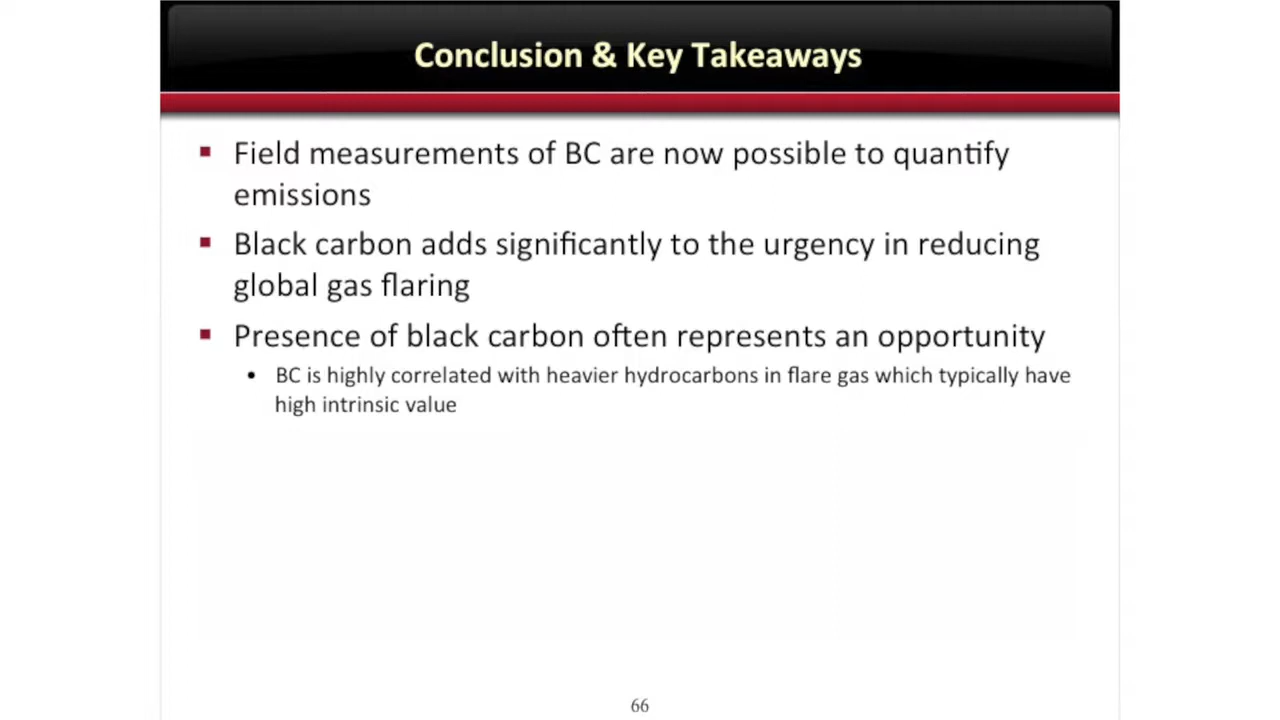 Conclusion & Key Takeaways
▪ Field measurements of BC are now possible to quantify
emissions
▪ Black carbon adds significantly to the urgency in reducing
global gas flaring
▪ Presence of black carbon often represents an opportunity
• BC is highly correlated with heavier hydrocarbons in flare gas which typically have
high intrinsic value
66